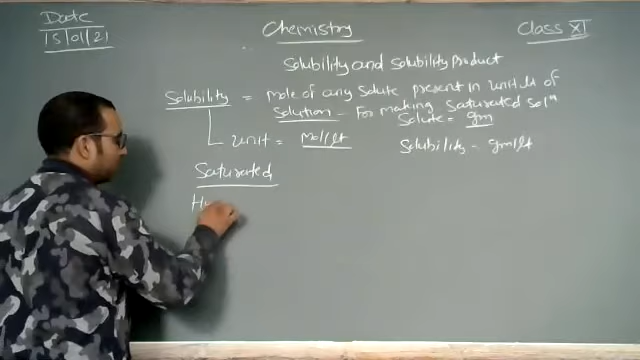 Date
15/01/21
Chemistry
Class XI
Solubility and solubility product
Solubility = mole of any solute present in unit lt of
Solution - For making saturated solⁿ
Solute = gm
Unit = mol/lt
Solubility - gm/lt
Saturated